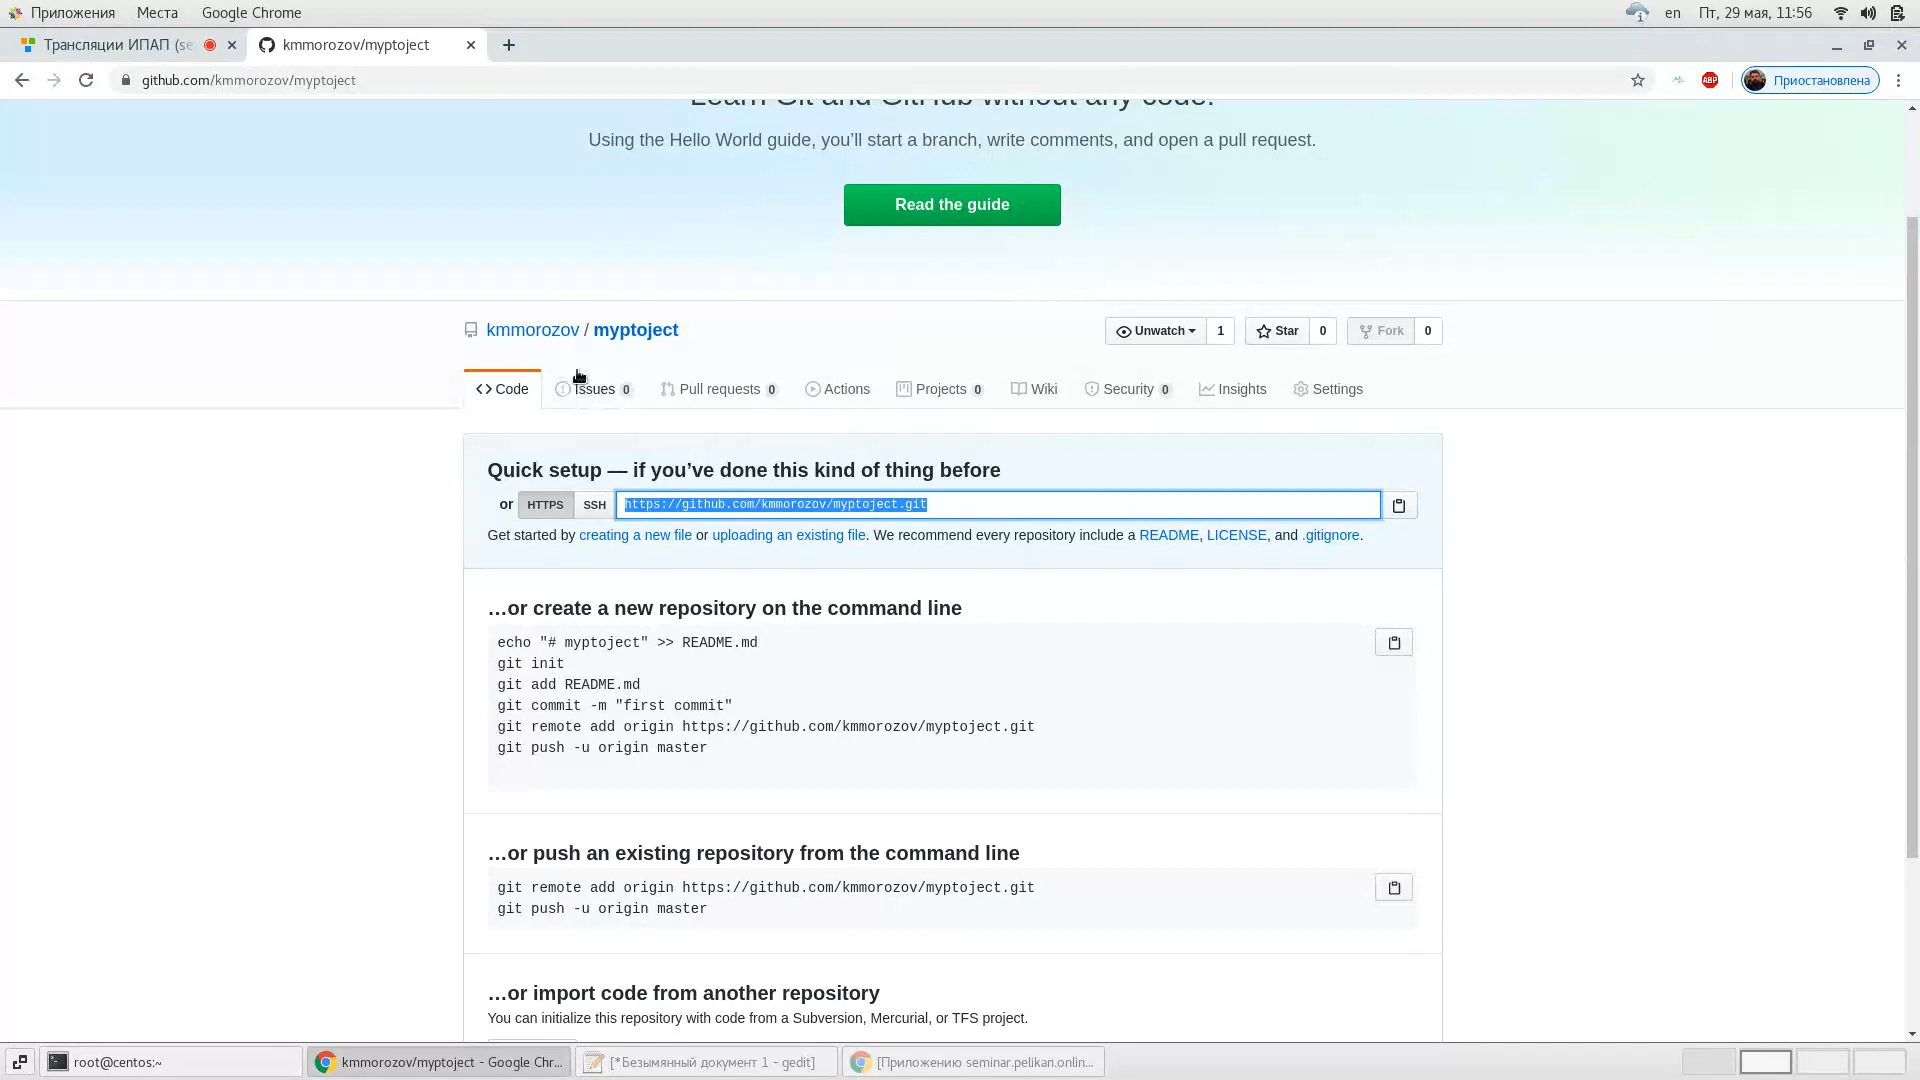 Приложения Места Google Chrome en Пт, 29 мая, 11:56
Трансляции ИПАП (se kmmorozov/myptoject
github.com/kmmorozov/myptoject ABP Приостановлена
Learn Git and GitHub without any code!
Using the Hello World guide, you’ll start a branch, write comments, and open a pull request.
Read the guide
kmmorozov / myptoject Unwatch 1 Star 0 Fork 0
Code Issues 0 Pull requests 0 Actions Projects 0 Wiki Security 0 Insights Settings
Quick setup — if you’ve done this kind of thing before
or HTTPS SSH https://github.com/kmmorozov/myptoject.git
Get started by creating a new file or uploading an existing file. We recommend every repository include a README, LICENSE, and .gitignore.
…or create a new repository on the command line
echo "# myptoject" >> README.md
git init
git add README.md
git commit -m "first commit"
git remote add origin https://github.com/kmmorozov/myptoject.git
git push -u origin master
…or push an existing repository from the command line
git remote add origin https://github.com/kmmorozov/myptoject.git
git push -u origin master
…or import code from another repository
You can initialize this repository with code from a Subversion, Mercurial, or TFS project.
root@centos:~ kmmorozov/myptoject - Google Chr... [*Безымянный документ 1 - gedit] [Приложению seminar.pelikan.onlin...